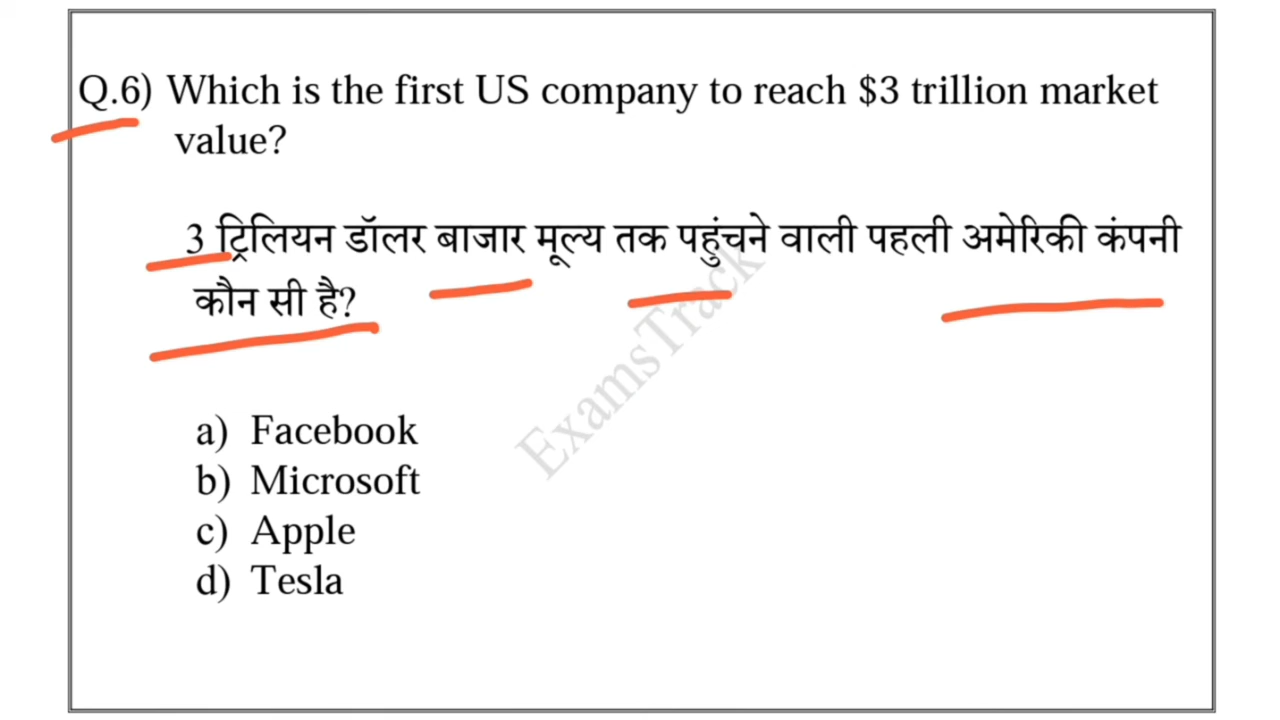 Q.6) Which is the first US company to reach $3 trillion market
value?
3 ट्रिलियन डॉलर बाजार मूल्य तक पहुंचने वाली पहली अमेरिकी कंपनी
कौन सी है?
ExamsTrack
a) Facebook
b) Microsoft
c) Apple
d) Tesla